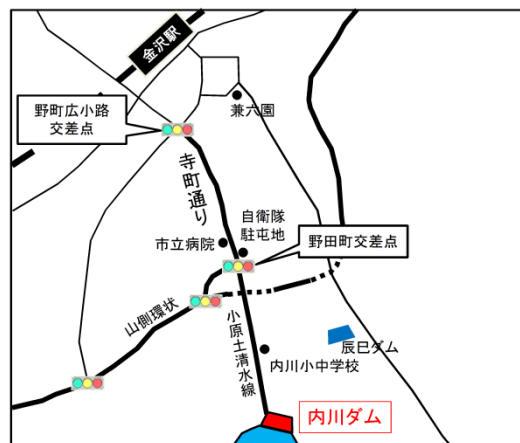 金沢駅
野町広小路
交差点
兼六園
寺町通り
自衛隊
駐屯地
市立病院
野田町交差点
山側環状
小原土清水線
辰巳ダム
内川小中学校
内川ダム